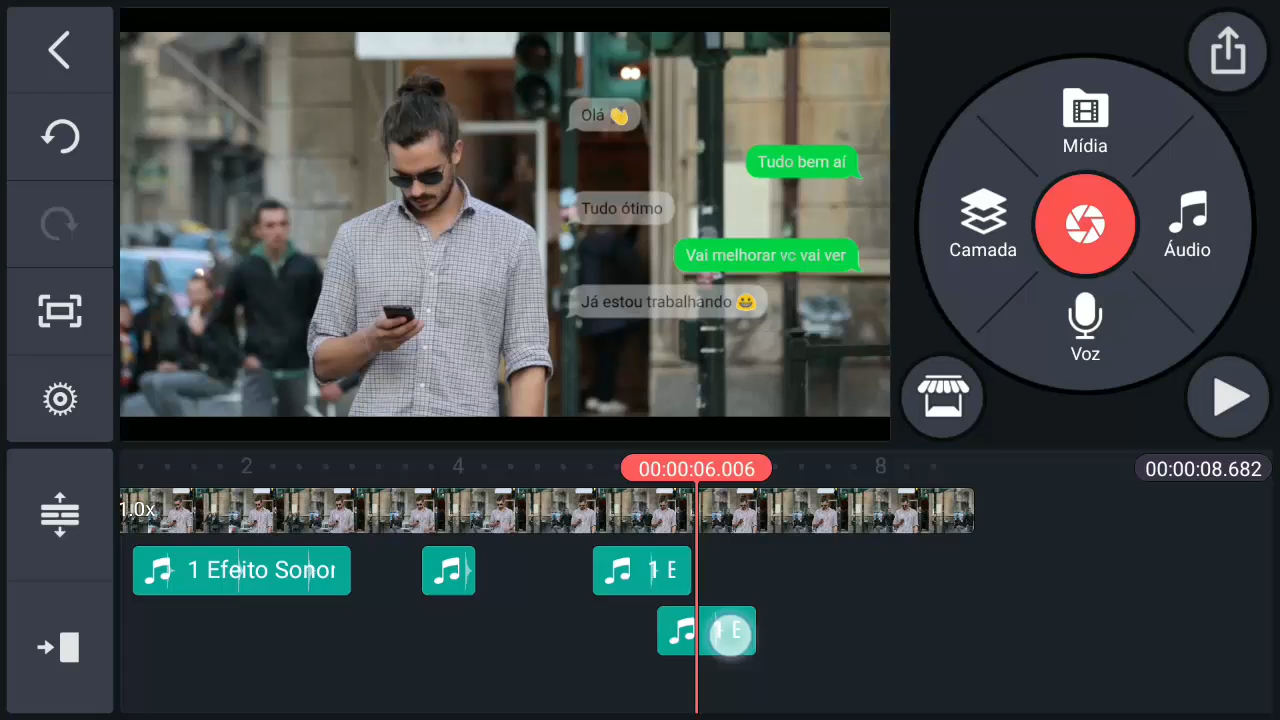 Olá 👏
Tudo bem aí
Tudo ótimo
Vai melhorar vc vai ver
Já estou trabalhando 😀
Mídia
Camada
Áudio
Voz
2
4
00:00:06.006
8
00:00:08.682
1.0x
1 Efeito Sonor
1 E
1 E